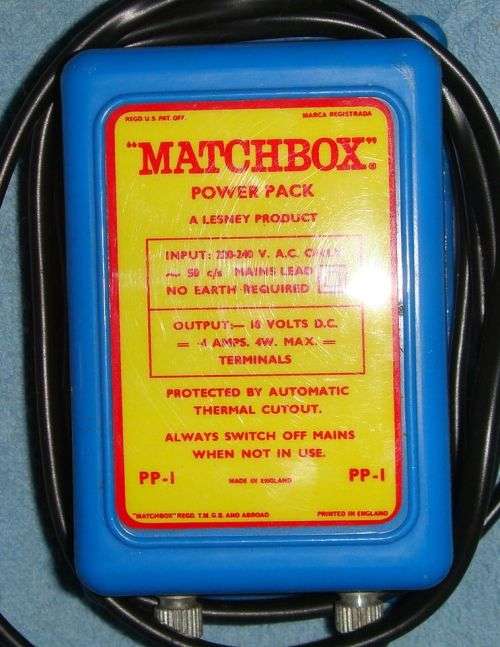 REGD U.S. PAT. OFF. MARCA REGISTRADA
"MATCHBOX"®
POWER PACK
A LESNEY PRODUCT
INPUT: 200-240 V. A.C. ONLY
50 c/s MAINS LEAD
NO EARTH REQUIRED
OUTPUT:— VOLTS D.C.
= ·4 AMPS. 4W. MAX. =
TERMINALS
PROTECTED BY AUTOMATIC
THERMAL CUTOUT.
ALWAYS SWITCH OFF MAINS
WHEN NOT IN USE.
PP-1 MADE IN ENGLAND PP-1
"MATCHBOX" REGD. T.M. G.B. AND ABROAD PRINTED IN ENGLAND